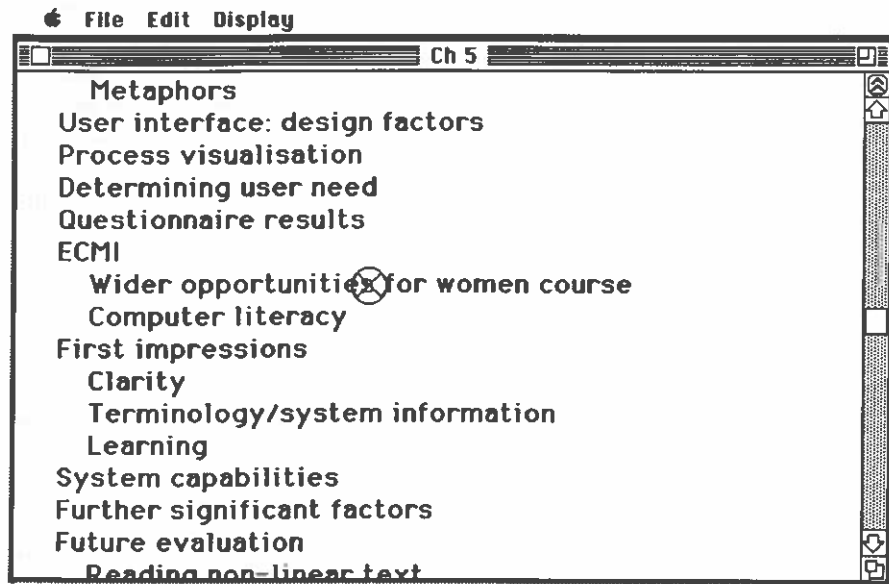 File Edit Display
Ch 5
Metaphors
User interface: design factors
Process visualisation
Determining user need
Questionnaire results
ECMI
Wider opportunities for women course
Computer literacy
First impressions
Clarity
Terminology/system information
Learning
System capabilities
Further significant factors
Future evaluation
Reading non-linear text